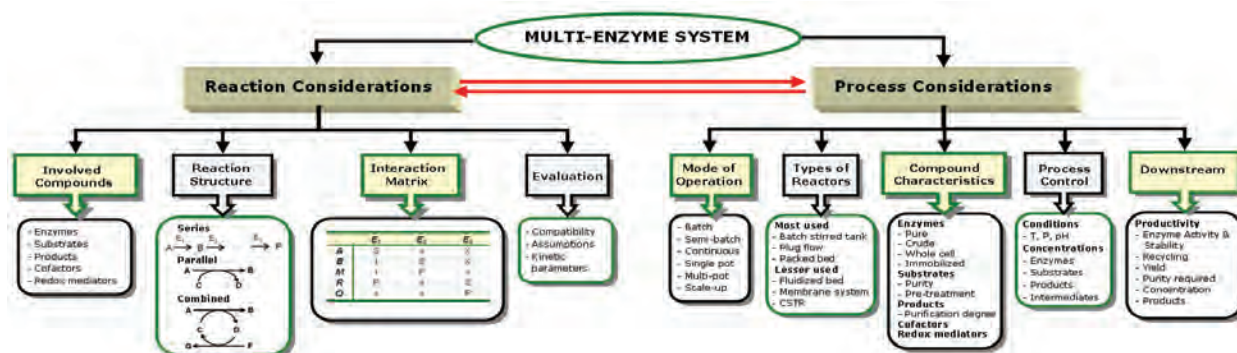 MULTI-ENZYME SYSTEM
Reaction Considerations
Process Considerations
Involved
Compounds
- Enzymes
- Substrates
- Products
- Cofactors
- Redox mediators
Reaction
Structure
Series
A B P
Parallel
A B
C D
Combined
A B
C D
Interaction
Matrix
A
B
M
R
Evaluation
- Compatibility
- Assumptions
- Kinetic
parameters
Mode of
Operation
- Batch
- Semi-batch
- Continuous
- Single pot
- Multi-pot
- Scale-up
Types of
Reactors
Most used
- Batch stirred tank
- Plug flow
- Packed bed
Lesser used
- Fluidized bed
- Membrane system
- CSTR
Compound
Characteristics
Enzymes
- Pure
- Crude
- Whole cell
- Immobilized
Substrates
- Purity
- Pre-treatment
Products
- Purification degree
Cofactors
Redox mediators
Process
Control
Conditions
- T, P, pH
Concentrations
- Enzymes
- Substrates
- Products
- Intermediates
Downstream
Productivity
- Enzyme Activity &
Stability
- Recycling
- Yield
- Purity required
- Concentration
- Products